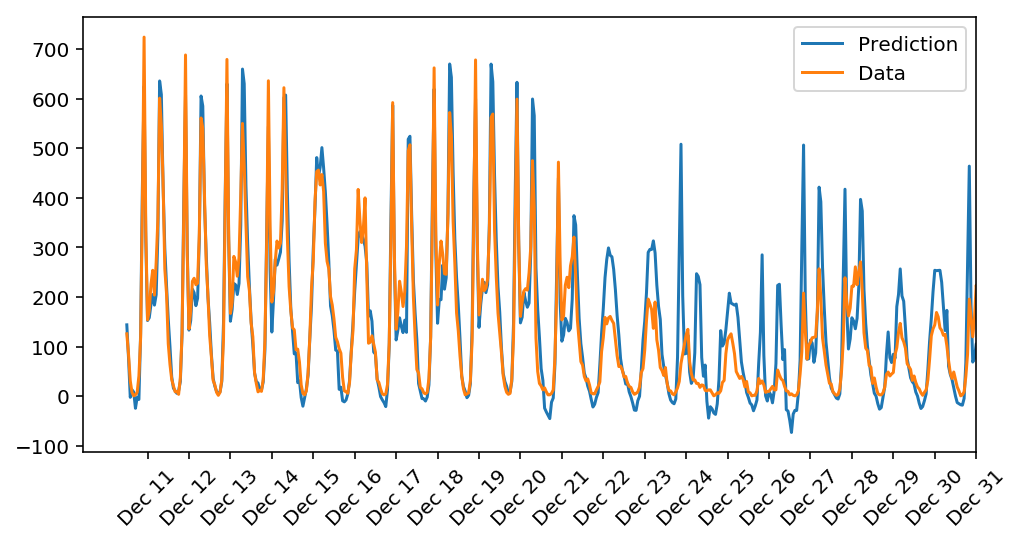 700
600
500
400
300
200
100
0
−100
Prediction
Data
Dec 11
Dec 12
Dec 13
Dec 14
Dec 15
Dec 16
Dec 17
Dec 18
Dec 19
Dec 20
Dec 21
Dec 22
Dec 23
Dec 24
Dec 25
Dec 26
Dec 27
Dec 28
Dec 29
Dec 30
Dec 31